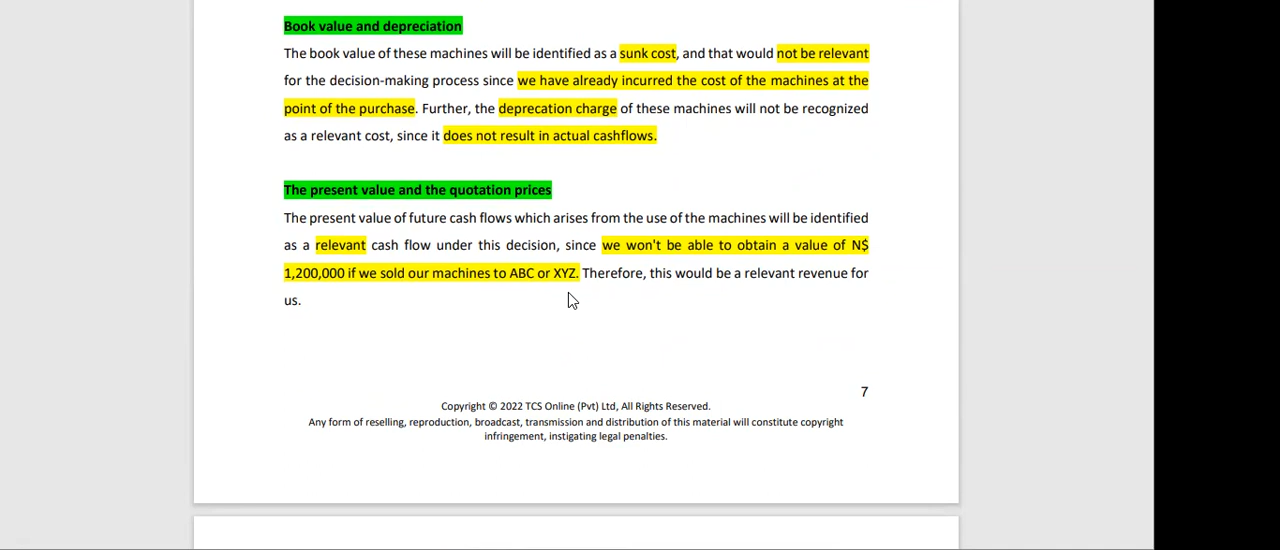 Book value and depreciation
The book value of these machines will be identified as a sunk cost, and that would not be relevant
for the decision-making process since we have already incurred the cost of the machines at the
point of the purchase. Further, the deprecation charge of these machines will not be recognized
as a relevant cost, since it does not result in actual cashflows.
The present value and the quotation prices
The present value of future cash flows which arises from the use of the machines will be identified
as a relevant cash flow under this decision, since we won't be able to obtain a value of N$
1,200,000 if we sold our machines to ABC or XYZ. Therefore, this would be a relevant revenue for
us.
7
Copyright © 2022 TCS Online (Pvt) Ltd, All Rights Reserved.
Any form of reselling, reproduction, broadcast, transmission and distribution of this material will constitute copyright
infringement, instigating legal penalties.